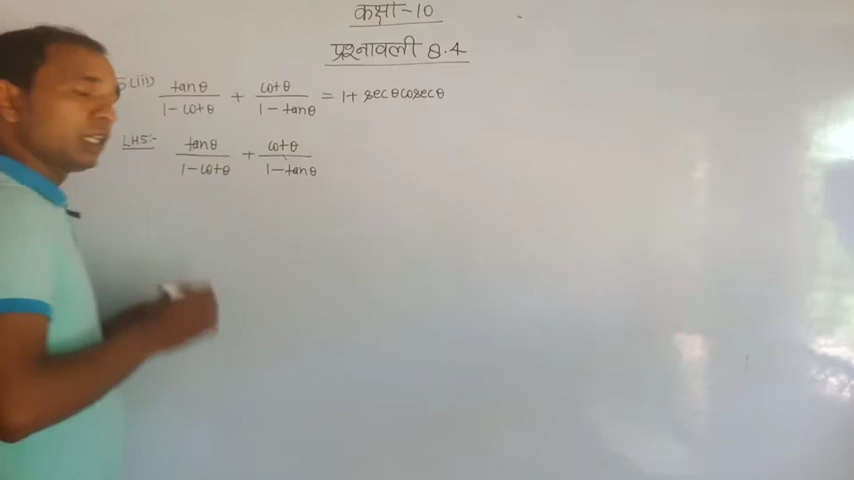 कक्षा-10
प्रश्नावली 8.4
5(iii) tanθ/1-cotθ + cotθ/1-tanθ = 1+ secθcosecθ
LHS:- tanθ/1-cotθ + cotθ/1-tanθ